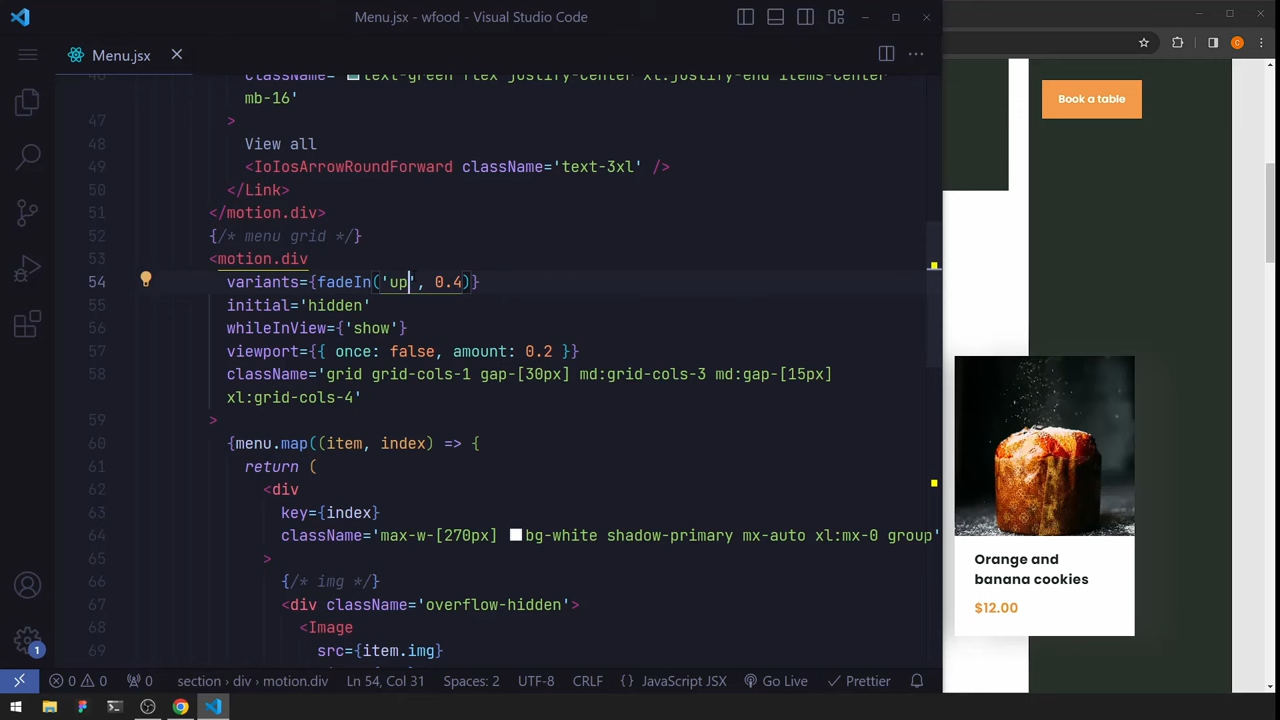 Menu.jsx - wfood - Visual Studio Code
Menu.jsx
46 className='text-green flex justify-center xl:justify-end items-center
mb-16'
47 >
48 View all
49 <IoIosArrowRoundForward className='text-3xl' />
50 </Link>
51 </motion.div>
52 {/* menu grid */}
53 <motion.div
54 variants={fadeIn('up', 0.4)}
55 initial='hidden'
56 whileInView={'show'}
57 viewport={{ once: false, amount: 0.2 }}
58 className='grid grid-cols-1 gap-[30px] md:grid-cols-3 md:gap-[15px]
xl:grid-cols-4'
59 >
60 {menu.map((item, index) => {
61 return (
62 <div
63 key={index}
64 className='max-w-[270px] bg-white shadow-primary mx-auto xl:mx-0 group'
65 >
66 {/* img */}
67 <div className='overflow-hidden'>
68 <Image
69 src={item.img}
1
0 0 0 section > div > motion.div Ln 54, Col 31 Spaces: 2 UTF-8 CRLF {} JavaScript JSX Go Live Prettier
C
Book a table
Orange and
banana cookies
$12.00